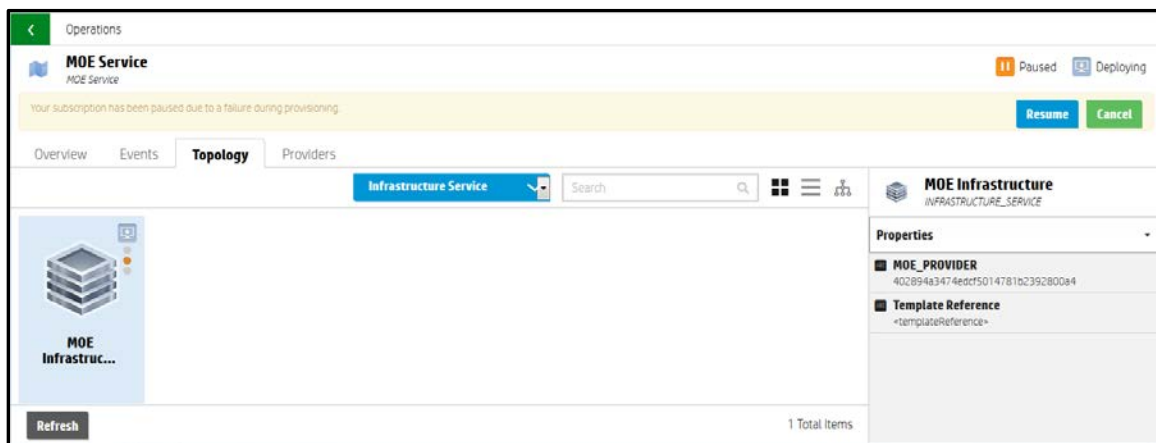 Operations
MOE Service
MOE Service
Paused
Deploying
Your subscription has been paused due to a failure during provisioning.
Resume
Cancel
Overview
Events
Topology
Providers
Infrastructure Service
Search
MOE Infrastructure
INFRASTRUCTURE_SERVICE
Properties
MOE_PROVIDER
402894a3474edcf5014781b2392800a4
Template Reference
<templateReference>
MOE
Infrastruc...
Refresh
1 Total Items